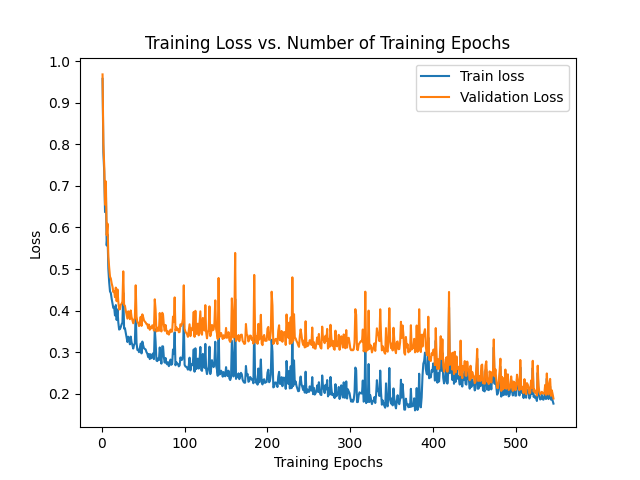 Training Loss vs. Number of Training Epochs
Train loss
Validation Loss
Loss
1.0
0.9
0.8
0.7
0.6
0.5
0.4
0.3
0.2
0 100 200 300 400 500
Training Epochs